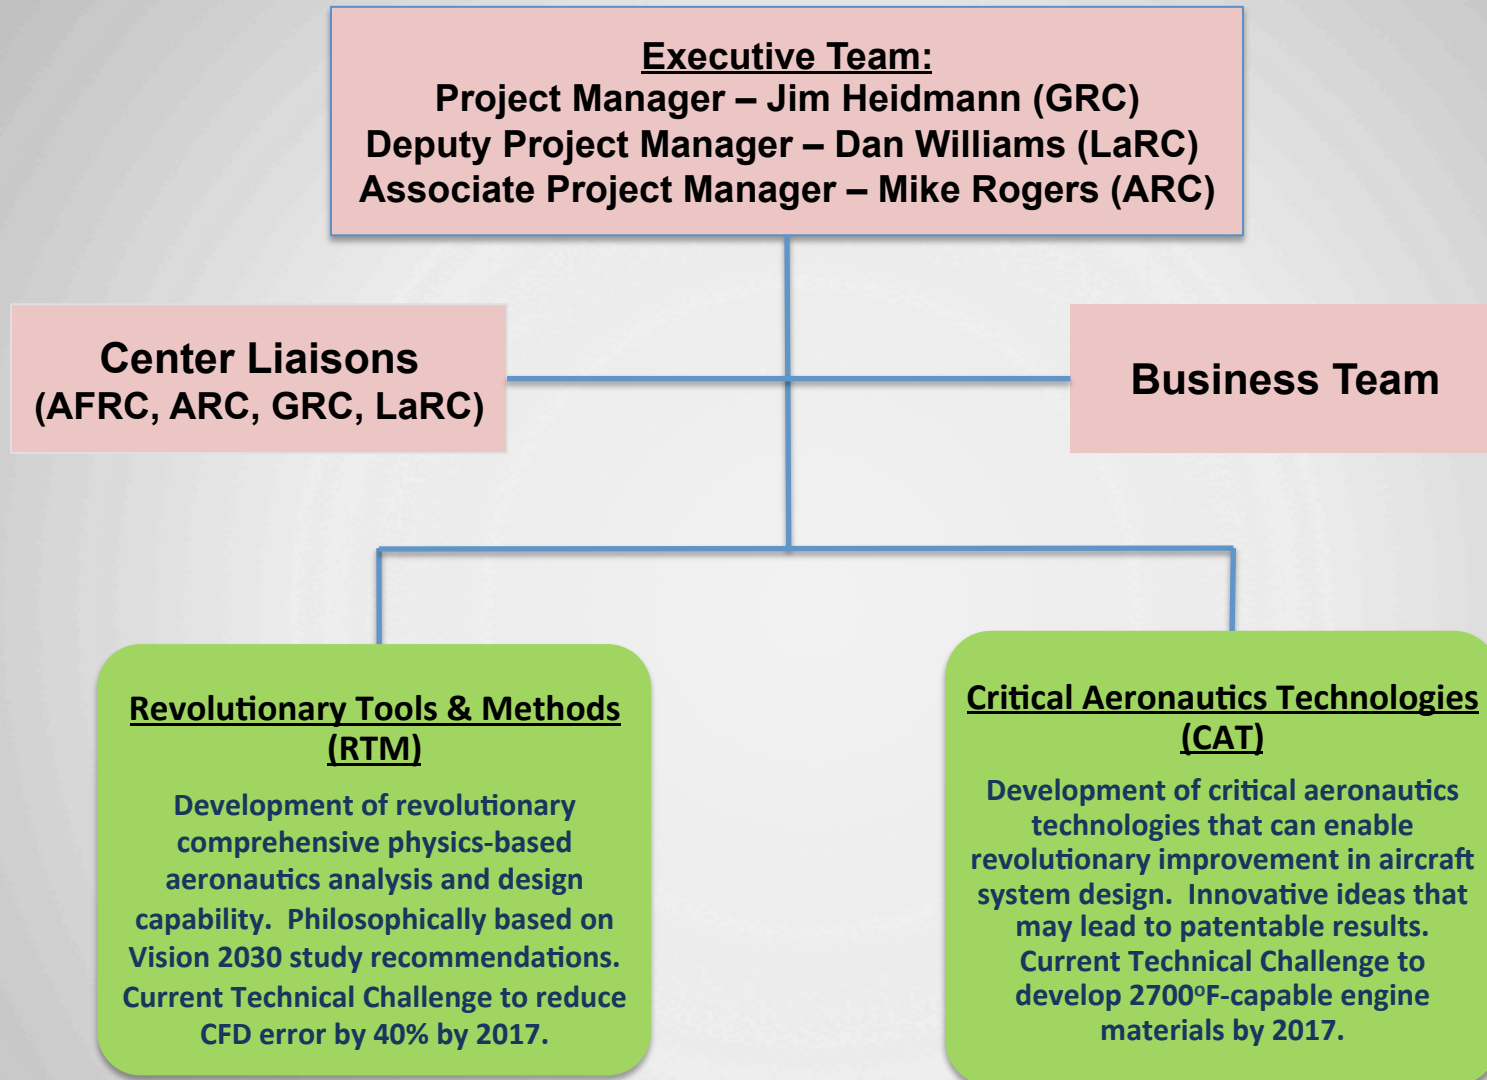 Executive Team:
Project Manager – Jim Heidmann (GRC)
Deputy Project Manager – Dan Williams (LaRC)
Associate Project Manager – Mike Rogers (ARC)
Center Liaisons
(AFRC, ARC, GRC, LaRC)
Business Team
Revolutionary Tools & Methods
(RTM)
Development of revolutionary
comprehensive physics-based
aeronautics analysis and design
capability.  Philosophically based on
Vision 2030 study recommendations.
Current Technical Challenge to reduce
CFD error by 40% by 2017.
Critical Aeronautics Technologies
(CAT)
Development of critical aeronautics
technologies that can enable
revolutionary improvement in aircraft
system design.  Innovative ideas that
may lead to patentable results.
Current Technical Challenge to
develop 2700ºF-capable engine
materials by 2017.